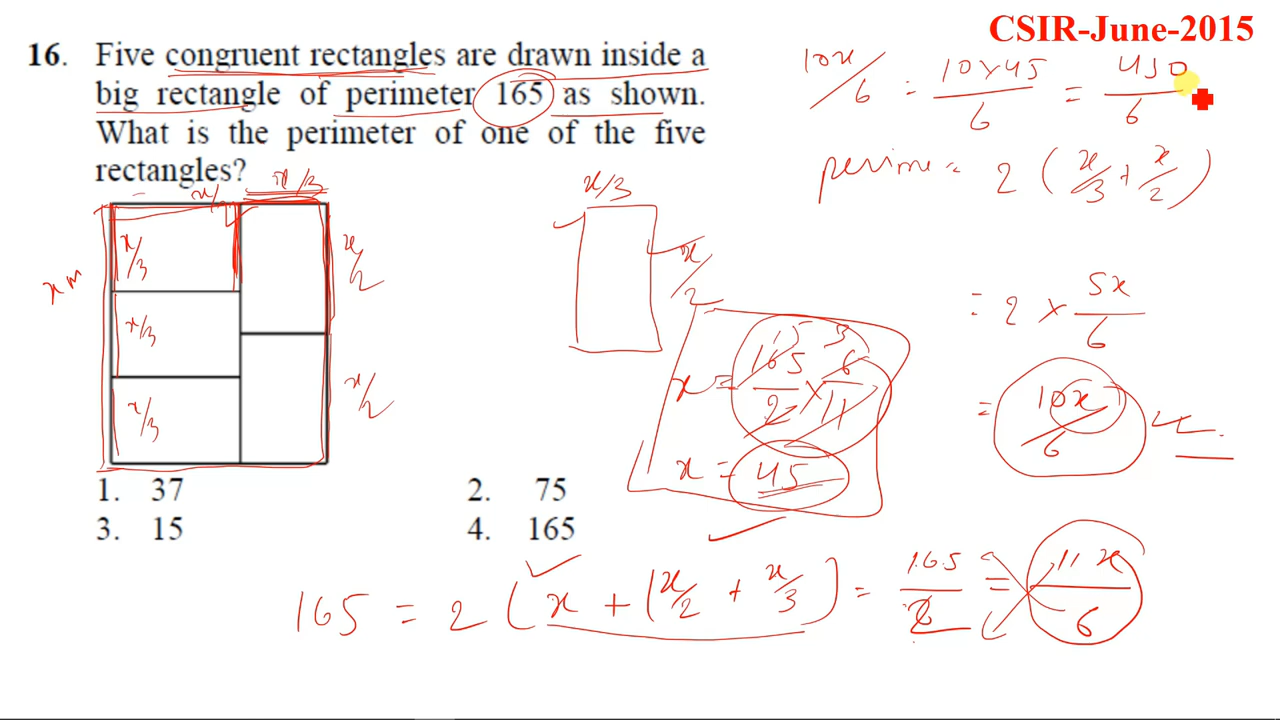 CSIR-June-2015
16. Five congruent rectangles are drawn inside a
big rectangle of perimeter 165 as shown.
What is the perimeter of one of the five
rectangles?
10x/6 = 10×45/6 = 450/6
perime = 2 (x/3 + x/2)
= 2 × 5x/6
= 10x/6
x/3
x/2
x/3
x/2
x m
x/3
x/2
x/3
x/3
x/2
x = 165/2 × 6/11
15 3
x = 45
1. 37 2. 75
3. 15 4. 165
165 = 2 (x + (x/2 + x/3) = 165/2 = 11x/6